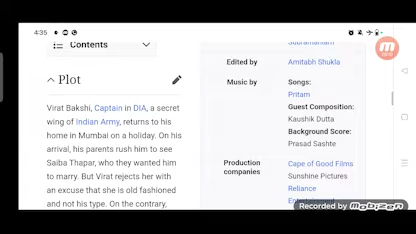 4:35
Contents
Plot
Virat Bakshi, Captain in DIA, a secret
wing of Indian Army, returns to his
home in Mumbai on a holiday. On his
arrival, his parents rush him to see
Saiba Thapar, who they wanted him
to marry. But Virat rejects her with
an excuse that she is old fashioned
and not his type. On the contrary,
Subramaniam
Edited by Amitabh Shukla
Music by Songs:
Pritam
Guest Composition:
Kaushik Dutta
Background Score:
Prasad Sashte
Production Cape of Good Films
companies Sunshine Pictures
Reliance
Entertainment
Recorded by Mobizen